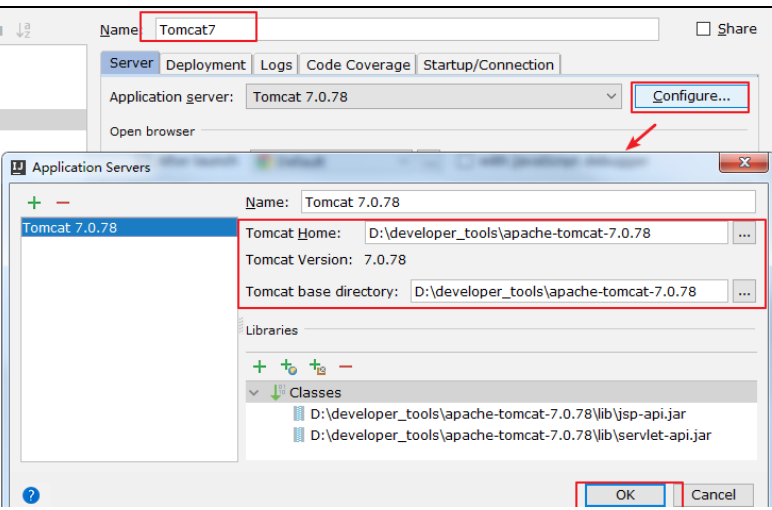 Name: Tomcat7 Share
Server Deployment Logs Code Coverage Startup/Connection
Application server: Tomcat 7.0.78 Configure...
Open browser
Application Servers
Name: Tomcat 7.0.78
Tomcat 7.0.78
Tomcat Home: D:\developer_tools\apache-tomcat-7.0.78 ...
Tomcat Version: 7.0.78
Tomcat base directory: D:\developer_tools\apache-tomcat-7.0.78 ...
Libraries
Classes
D:\developer_tools\apache-tomcat-7.0.78\lib\jsp-api.jar
D:\developer_tools\apache-tomcat-7.0.78\lib\servlet-api.jar
? OK Cancel